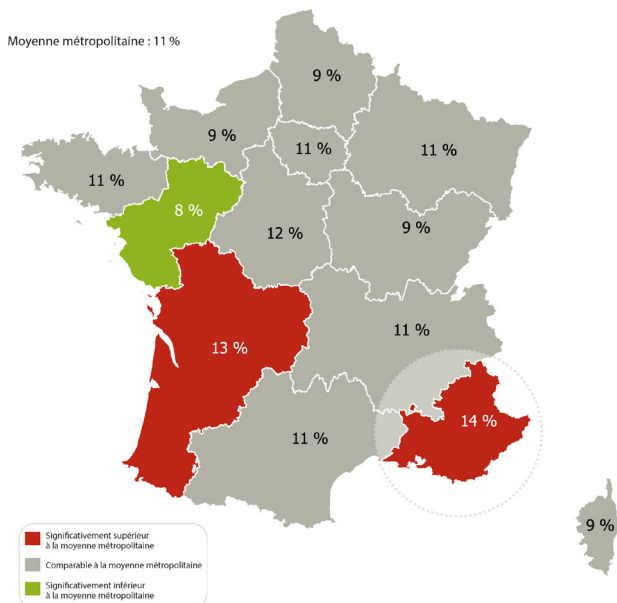 Moyenne métropolitaine : 11 %
9 %
9 %
11 %
11 %
11 %
8 %
12 %
9 %
13 %
11 %
11 %
14 %
9 %
Significativement supérieur
à la moyenne métropolitaine
Comparable à la moyenne métropolitaine
Significativement inférieur
à la moyenne métropolitaine